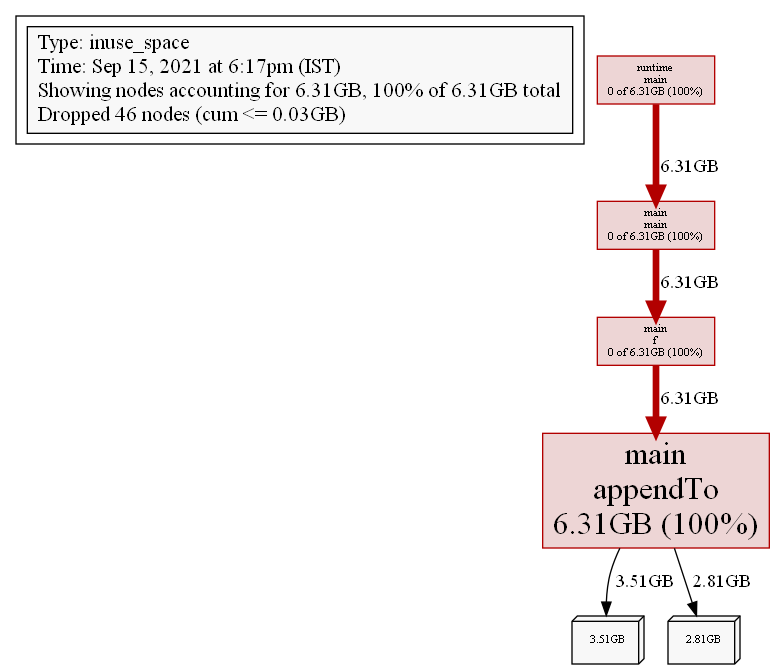 Type: inuse_space
Time: Sep 15, 2021 at 6:17pm (IST)
Showing nodes accounting for 6.31GB, 100% of 6.31GB total
Dropped 46 nodes (cum <= 0.03GB)
runtime
main
0 of 6.31GB (100%)
6.31GB
main
main
0 of 6.31GB (100%)
6.31GB
main
f
0 of 6.31GB (100%)
6.31GB
main
appendTo
6.31GB (100%)
3.51GB
2.81GB
3.51GB
2.81GB